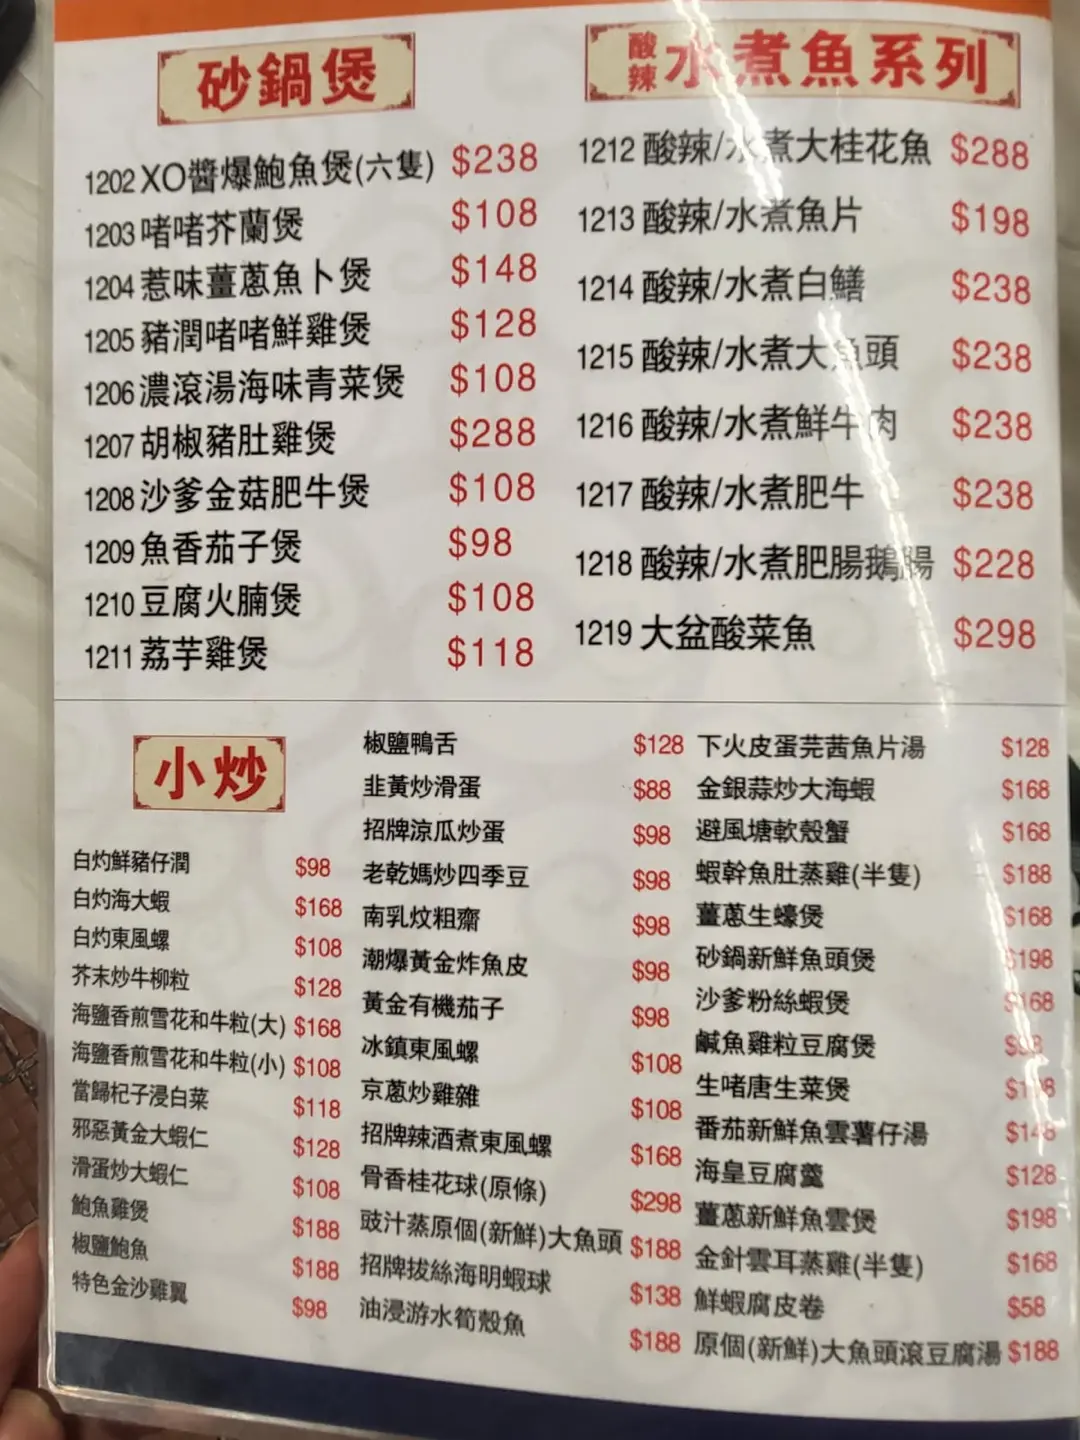 砂鍋煲
1202 XO醬爆鮑魚煲(六隻) $238
1203 啫啫芥蘭煲 $108
1204 惹味薑蔥魚卜煲 $148
1205 豬潤啫啫鮮雞煲 $128
1206 濃滾湯海味青菜煲 $108
1207 胡椒豬肚雞煲 $288
1208 沙爹金菇肥牛煲 $108
1209 魚香茄子煲 $98
1210 豆腐火腩煲 $108
1211 荔芋雞煲 $118
酸辣水煮魚系列
1212 酸辣/水煮大桂花魚 $288
1213 酸辣/水煮魚片 $198
1214 酸辣/水煮白鱔 $238
1215 酸辣/水煮大魚頭 $238
1216 酸辣/水煮鮮牛肉 $238
1217 酸辣/水煮肥牛 $238
1218 酸辣/水煮肥腸鵝腸 $228
1219 大盆酸菜魚 $298
小炒
白灼鮮豬仔潤 $98
白灼海大蝦 $168
白灼東風螺 $108
芥末炒牛柳粒 $128
海鹽香煎雪花和牛粒(大) $168
海鹽香煎雪花和牛粒(小) $108
當歸杞子浸白菜 $118
邪惡黃金大蝦仁 $128
滑蛋炒大蝦仁 $108
鮑魚雞煲 $188
椒鹽鮑魚 $188
特色金沙雞翼 $98
椒鹽鴨舌 $128
韭黃炒滑蛋 $88
招牌涼瓜炒蛋 $98
老乾媽炒四季豆 $98
南乳炆粗齋 $98
潮爆黃金炸魚皮 $98
黃金有機茄子 $98
冰鎮東風螺 $108
京蔥炒雞雜 $108
招牌辣酒煮東風螺 $168
骨香桂花球(原條) $298
豉汁蒸原個(新鮮)大魚頭 $188
招牌拔絲海明蝦球 $138
油浸游水筍殼魚 $188
下火皮蛋芫茜魚片湯 $128
金銀蒜炒大海蝦 $168
避風塘軟殼蟹 $168
蝦幹魚肚蒸雞(半隻) $188
薑蔥生蠔煲 $168
砂鍋新鮮魚頭煲 $198
沙爹粉絲蝦煲 $168
鹹魚雞粒豆腐煲
生啫唐生菜煲
番茄新鮮魚雲薯仔湯 $148
海皇豆腐羹 $128
薑蔥新鮮魚雲煲 $198
金針雲耳蒸雞(半隻) $168
鮮蝦腐皮卷 $58
原個(新鮮)大魚頭滾豆腐湯 $188